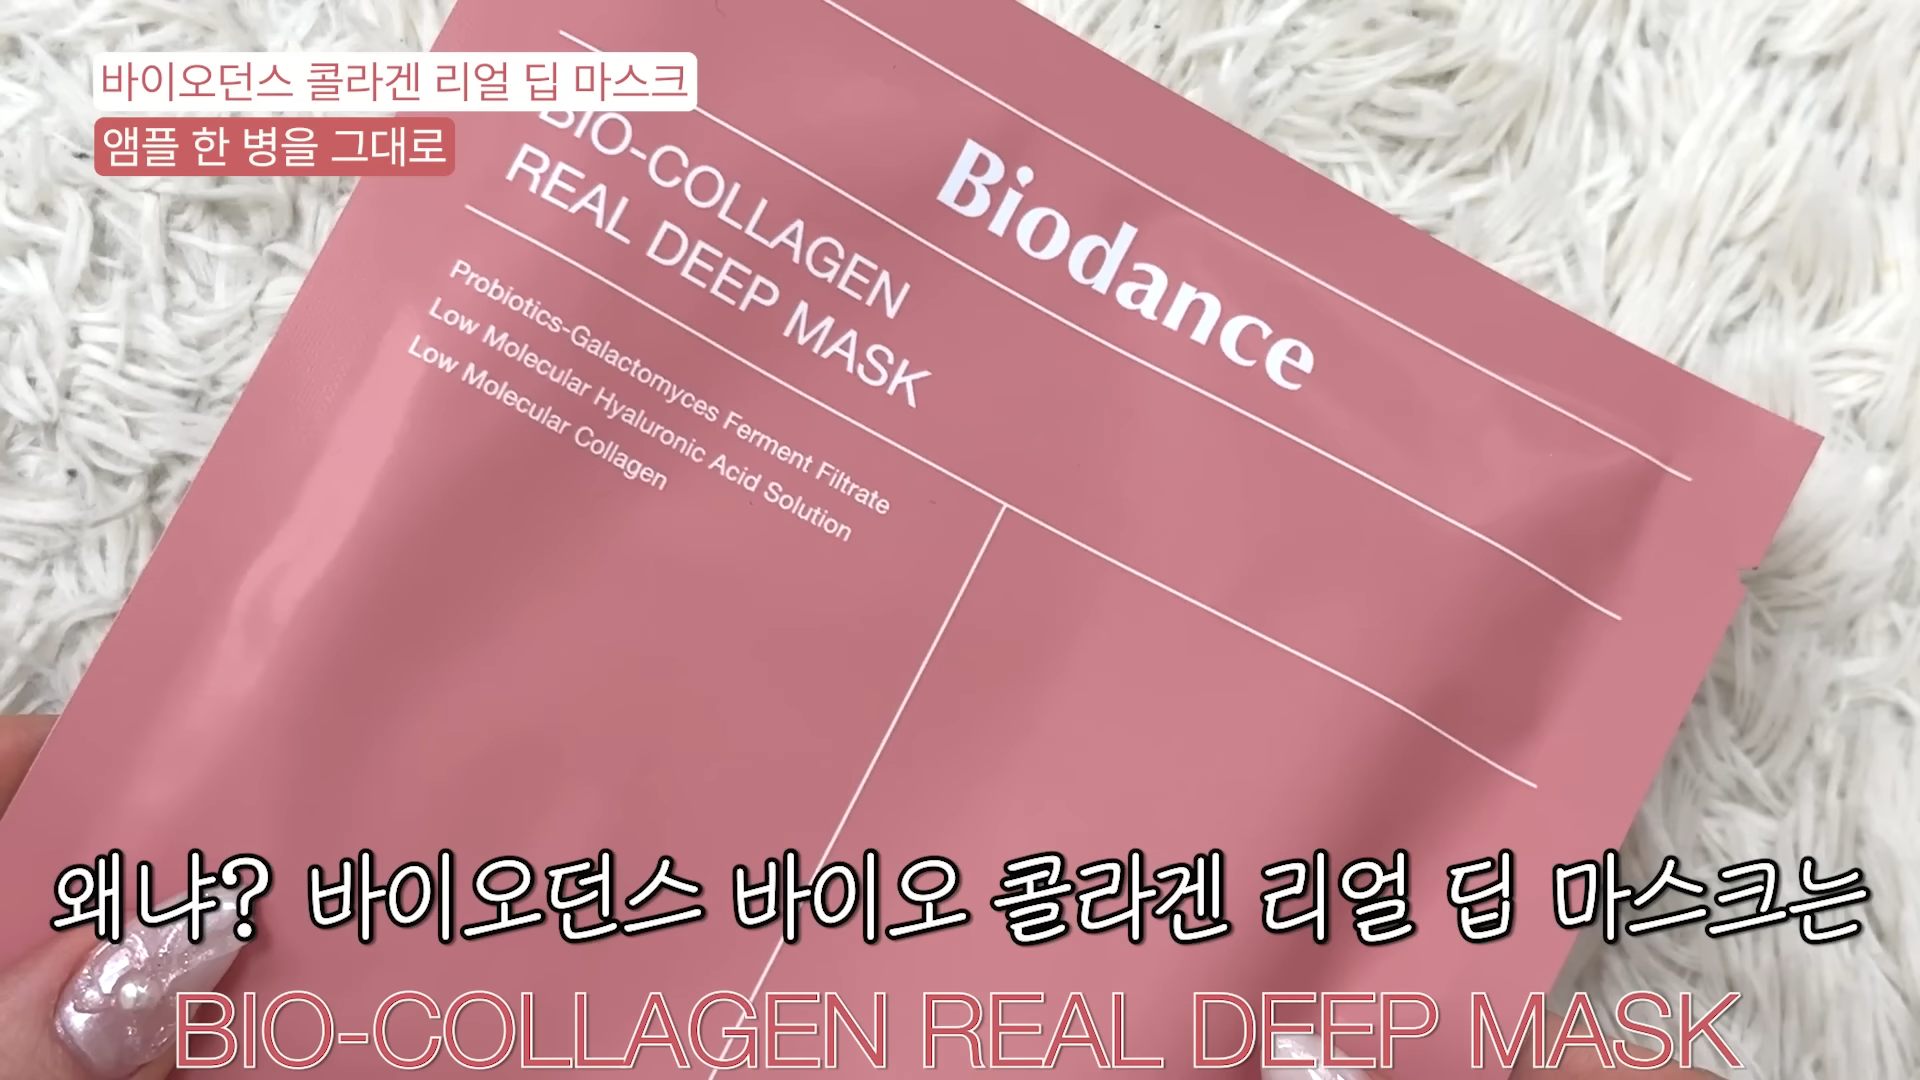 바이오던스 콜라겐 리얼 딥 마스크
앰플 한 병을 그대로
Biodance
BIO-COLLAGEN
REAL DEEP MASK
Probiotics-Galactomyces Ferment Filtrate
Low Molecular Hyaluronic Acid Solution
Low Molecular Collagen
왜냐? 바이오던스 바이오 콜라겐 리얼 딥 마스크는
BIO-COLLAGEN REAL DEEP MASK